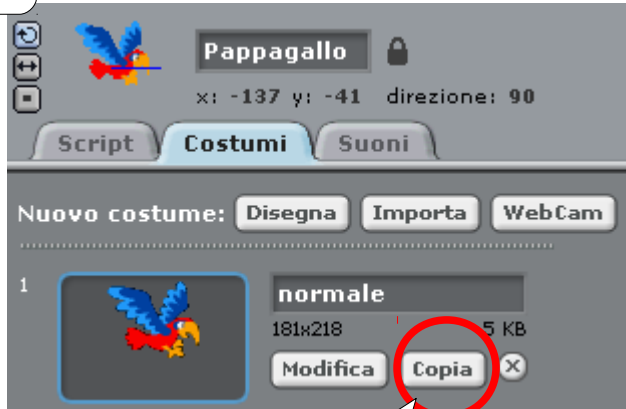 Pappagallo
x: -137 y: -41 direzione: 90
Script Costumi Suoni
Nuovo costume: Disegna Importa WebCam
1
normale
181x218 5 KB
Modifica Copia